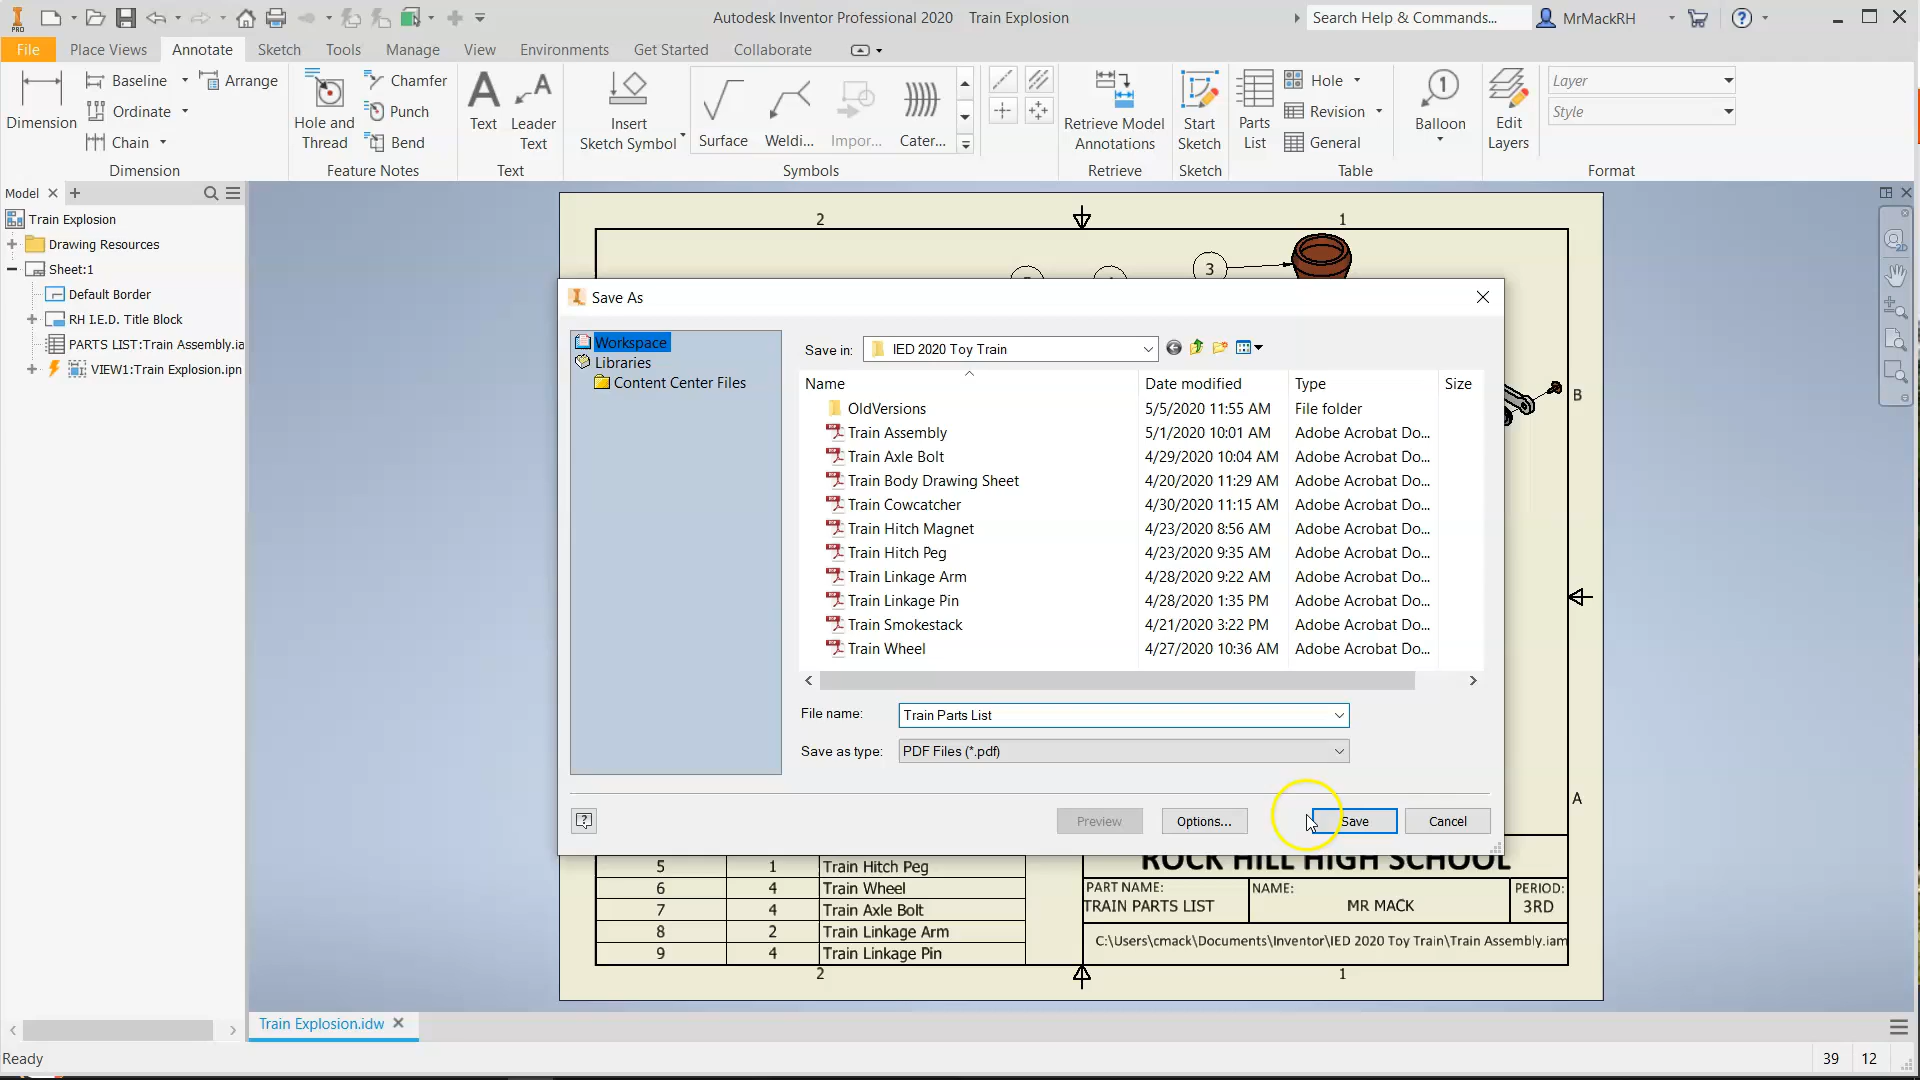 PRO
Autodesk Inventor Professional 2020 Train Explosion
Search Help & Commands...
MrMackRH
File Place Views Annotate Sketch Tools Manage View Environments Get Started Collaborate
Dimension
Baseline
Ordinate
Chain
Arrange
Dimension
Hole and
Thread
Chamfer
Punch
Bend
Feature Notes
Text
Leader
Text
Text
Insert
Sketch Symbol
Surface
Weldi...
Impor...
Cater...
Symbols
Retrieve Model
Annotations
Retrieve
Start
Sketch
Sketch
Parts
List
Hole
Revision
General
Table
1
Balloon
Edit
Layers
Layer
Style
Format
Model
Train Explosion
Drawing Resources
Sheet:1
Default Border
RH I.E.D. Title Block
PARTS LIST:Train Assembly.ia
VIEW1:Train Explosion.ipn
2 1
3
B
A
Save As
Workspace
Libraries
Content Center Files
Save in: IED 2020 Toy Train
Name Date modified Type Size
OldVersions 5/5/2020 11:55 AM File folder
Train Assembly 5/1/2020 10:01 AM Adobe Acrobat Do...
Train Axle Bolt 4/29/2020 10:04 AM Adobe Acrobat Do...
Train Body Drawing Sheet 4/20/2020 11:29 AM Adobe Acrobat Do...
Train Cowcatcher 4/30/2020 11:15 AM Adobe Acrobat Do...
Train Hitch Magnet 4/23/2020 8:56 AM Adobe Acrobat Do...
Train Hitch Peg 4/23/2020 9:35 AM Adobe Acrobat Do...
Train Linkage Arm 4/28/2020 9:22 AM Adobe Acrobat Do...
Train Linkage Pin 4/28/2020 1:35 PM Adobe Acrobat Do...
Train Smokestack 4/21/2020 3:22 PM Adobe Acrobat Do...
Train Wheel 4/27/2020 10:36 AM Adobe Acrobat Do...
File name: Train Parts List
Save as type: PDF Files (*.pdf)
Preview Options... Save Cancel
5 1 Train Hitch Peg
6 4 Train Wheel
7 4 Train Axle Bolt
8 2 Train Linkage Arm
9 4 Train Linkage Pin
ROCK HILL HIGH SCHOOL
PART NAME:
TRAIN PARTS LIST
NAME:
MR MACK
PERIOD:
3RD
C:\Users\cmack\Documents\Inventor\IED 2020 Toy Train\Train Assembly.iam
2 1
Train Explosion.idw
Ready 39 12